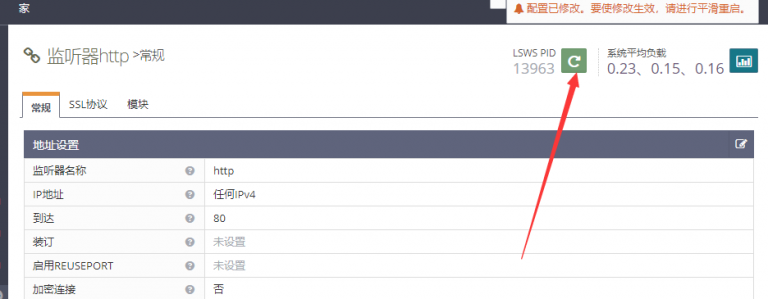 家
配置已修改。要使修改生效，请进行平滑重启。
监听器http >常规
LSWS PID
13963
系统平均负载
0.23、0.15、0.16
常规 SSL协议 模块
地址设置
监听器名称 http
IP地址 任何IPv4
到达 80
装订 未设置
启用REUSEPORT 未设置
加密连接 否